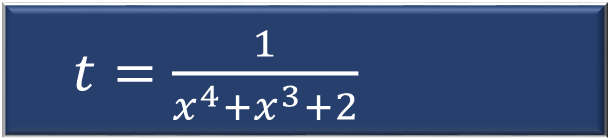 t = 1/(x⁴+x³+2)